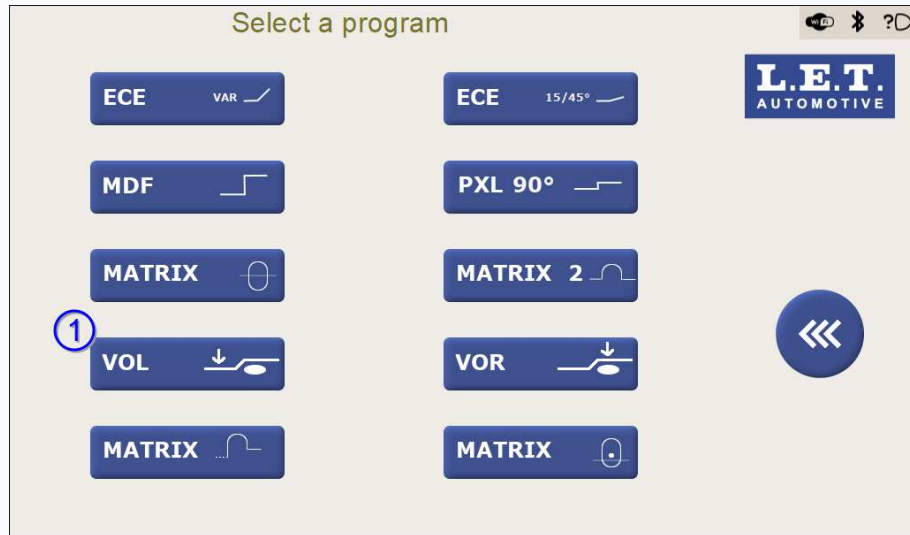 Select a program
WiFi ?
ECE VAR
ECE 15/45°
L.E.T.
AUTOMOTIVE
MDF
PXL 90°
MATRIX
MATRIX 2
1
VOL
VOR
MATRIX
MATRIX